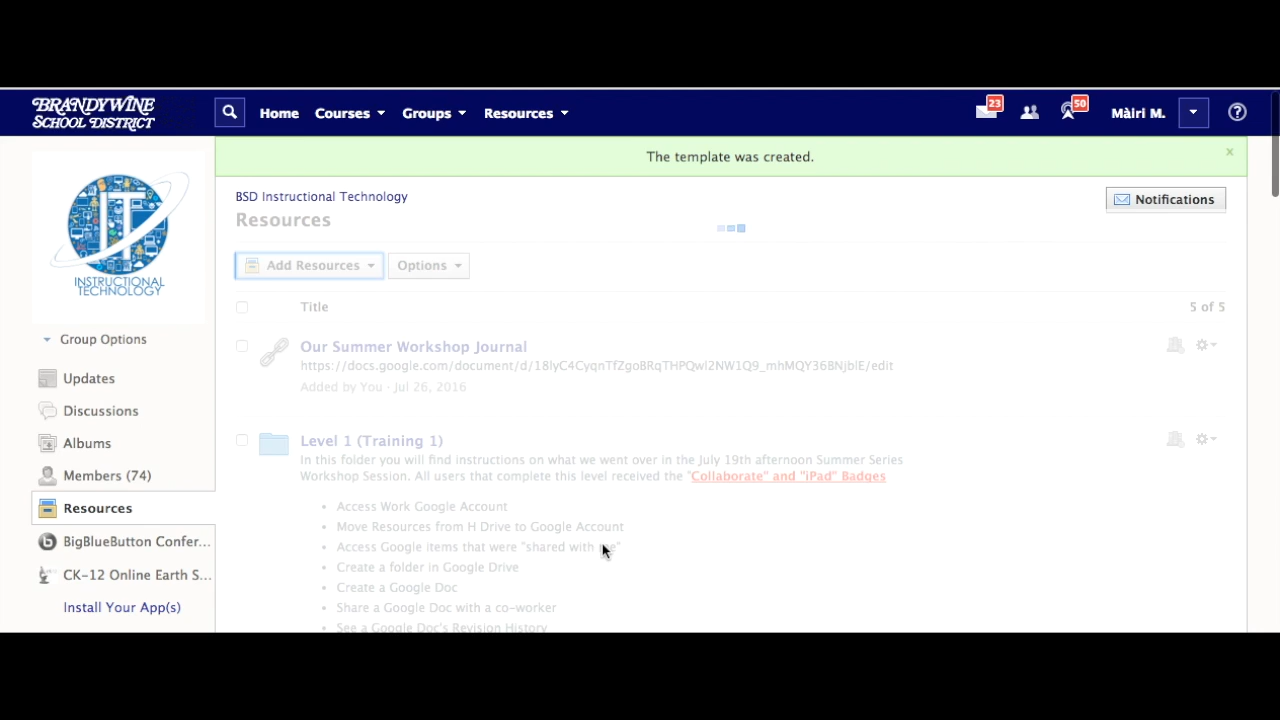 BRANDYWINE
SCHOOL DISTRICT
Home Courses Groups Resources
23
50
Màiri M.
The template was created.
×
IT
INSTRUCTIONAL
TECHNOLOGY
BSD Instructional Technology
Resources
Notifications
Add Resources Options
Title 5 of 5
Group Options
Updates
Discussions
Albums
Members (74)
Resources
BigBlueButton Confer...
CK-12 Online Earth S...
Install Your App(s)
Our Summer Workshop Journal
https://docs.google.com/document/d/18lyC4CyqnTfZgoBRqTHPQwl2NW1Q9_mhMQY36BNjblE/edit
Added by You · Jul 26, 2016
Level 1 (Training 1)
In this folder you will find instructions on what we went over in the July 19th afternoon Summer Series
Workshop Session. All users that complete this level received the "Collaborate" and "iPad" Badges
• Access Work Google Account
• Move Resources from H Drive to Google Account
• Access Google items that were "shared with me"
• Create a folder in Google Drive
• Create a Google Doc
• Share a Google Doc with a co-worker
• See a Google Doc's Revision History